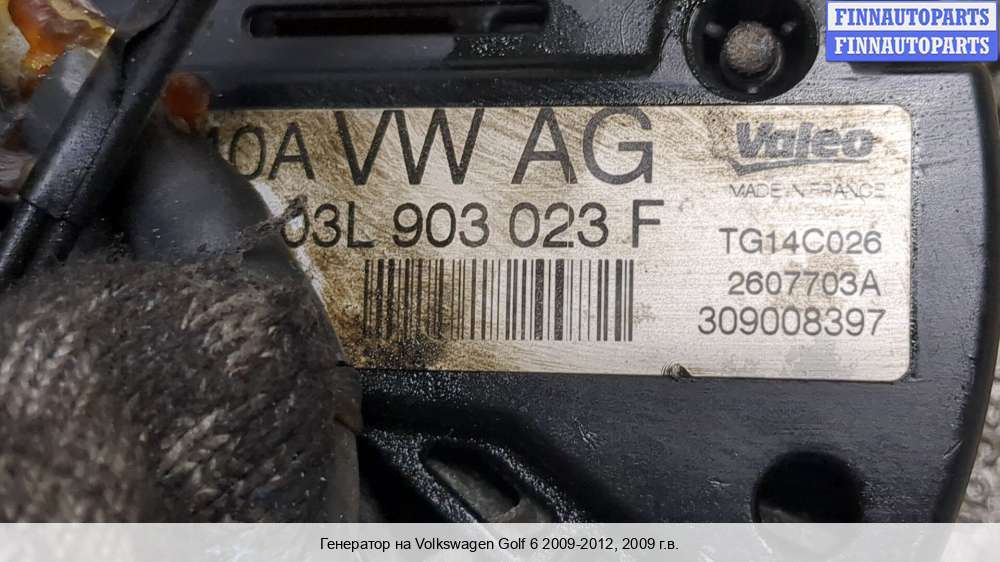 FINNAUTOPARTS
FINNAUTOPARTS
VW AG
Valeo
MADE IN FRANCE
03L 903 023 F
TG14C026
2607703A
309008397
Генератор на Volkswagen Golf 6 2009-2012, 2009 г.в.